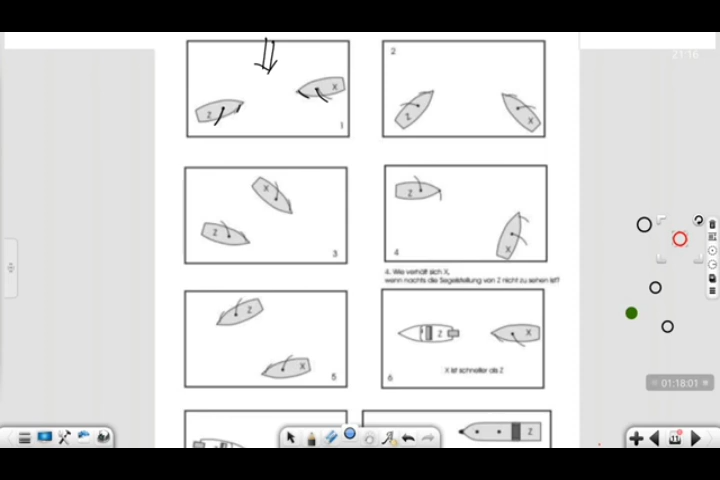 21:16
2
X
Z
1
Z
X
X
Z
3
Z
X
4
4. Wie verhält sich X,
wenn nachts die Segelstellung von Z nicht zu sehen ist?
Z
X
5
Z
X
X ist schneller als Z
6
Z
01:18:01
11